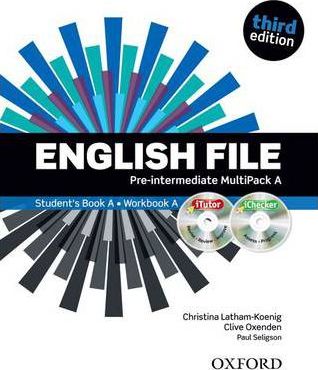 third
edition
ENGLISH FILE
Pre-intermediate MultiPack A
Student's Book A • Workbook A
iTutor
iChecker
Christina Latham-Koenig
Clive Oxenden
Paul Seligson
OXFORD